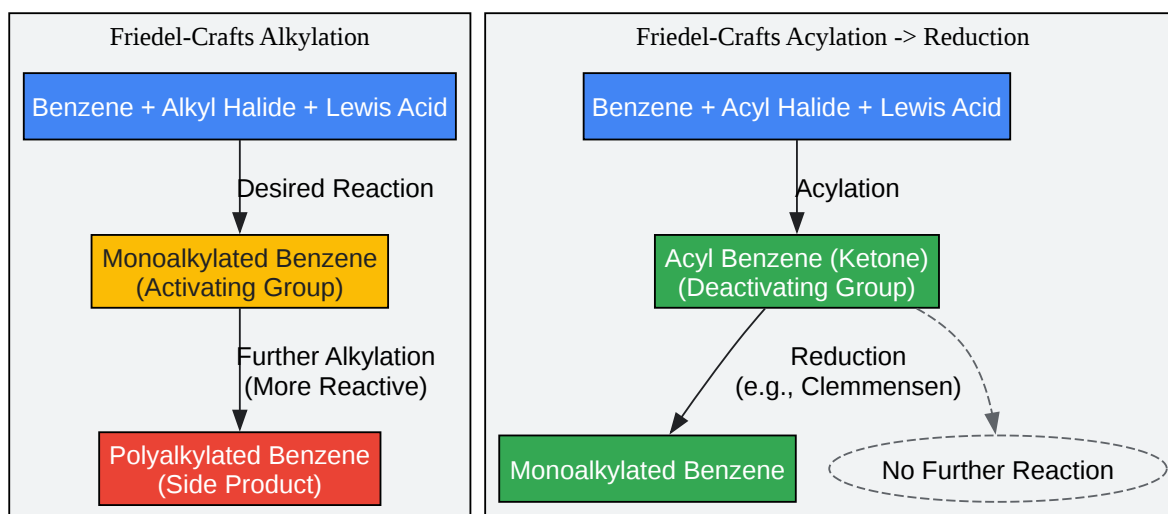 Friedel-Crafts Alkylation
Benzene + Alkyl Halide + Lewis Acid
Desired Reaction
Monoalkylated Benzene
(Activating Group)
Further Alkylation
(More Reactive)
Polyalkylated Benzene
(Side Product)
Friedel-Crafts Acylation -> Reduction
Benzene + Acyl Halide + Lewis Acid
Acylation
Acyl Benzene (Ketone)
(Deactivating Group)
Reduction
(e.g., Clemmensen)
Monoalkylated Benzene
No Further Reaction